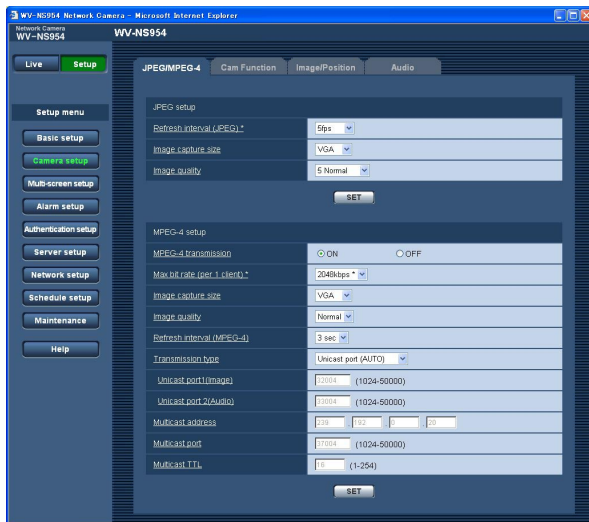 WV-NS954 Network Camera - Microsoft Internet Explorer
Network Camera
WV-NS954
WV-NS954
Live Setup
JPEG/MPEG-4 Cam Function Image/Position Audio
Setup menu
Basic setup
Camera setup
Multi-screen setup
Alarm setup
Authentication setup
Server setup
Network setup
Schedule setup
Maintenance
Help
JPEG setup
Refresh interval (JPEG) * 5fps
Image capture size VGA
Image quality 5 Normal
SET
MPEG-4 setup
MPEG-4 transmission ON OFF
Max bit rate (per 1 client) * 2048kbps *
Image capture size VGA
Image quality Normal
Refresh interval (MPEG-4) 3 sec
Transmission type Unicast port (AUTO)
Unicast port1(Image) 32004 (1024-50000)
Unicast port 2(Audio) 33004 (1024-50000)
Multicast address 239 . 192 . 0 . 20
Multicast port 37004 (1024-50000)
Multicast TTL 16 (1-254)
SET